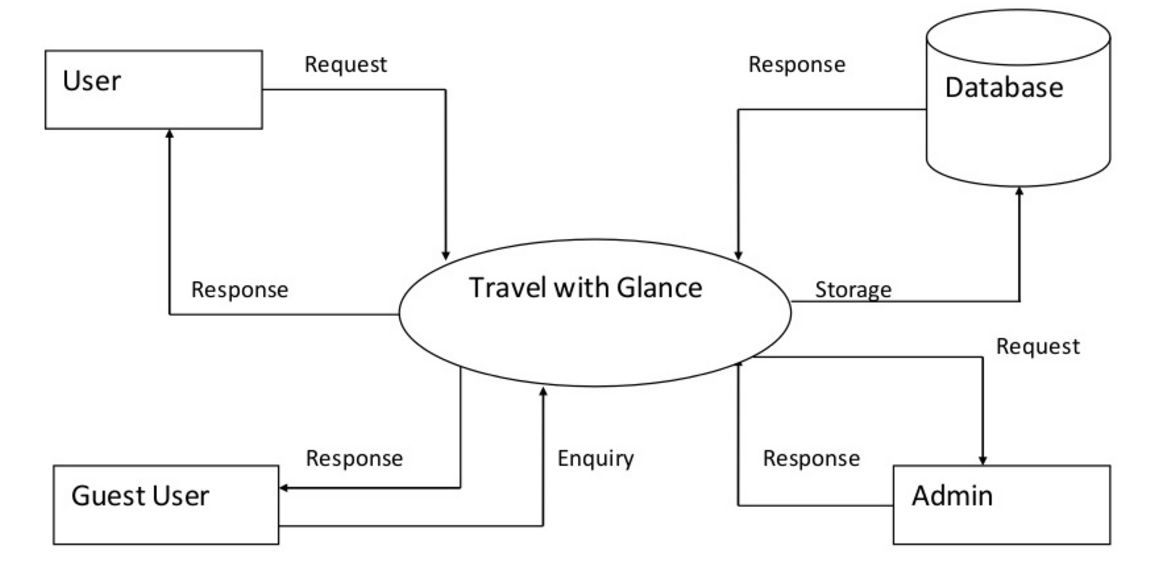 User
Request
Response
Database
Response
Travel with Glance
Storage
Request
Response
Enquiry
Response
Guest User
Admin